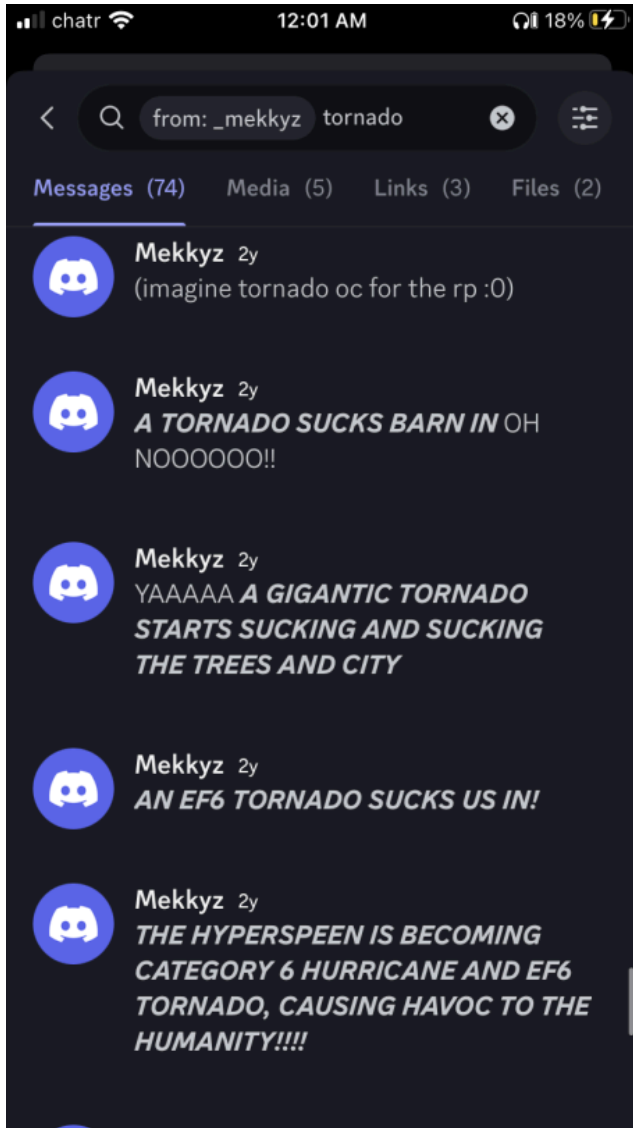 chatr 12:01 AM 18%
from: _mekkyz tornado
Messages (74) Media (5) Links (3) Files (2)
Mekkyz 2y
(imagine tornado oc for the rp :0)
Mekkyz 2y
A TORNADO SUCKS BARN IN OH
NOOOOOO!!
Mekkyz 2y
YAAAAA A GIGANTIC TORNADO
STARTS SUCKING AND SUCKING
THE TREES AND CITY
Mekkyz 2y
AN EF6 TORNADO SUCKS US IN!
Mekkyz 2y
THE HYPERSPEEN IS BECOMING
CATEGORY 6 HURRICANE AND EF6
TORNADO, CAUSING HAVOC TO THE
HUMANITY!!!!